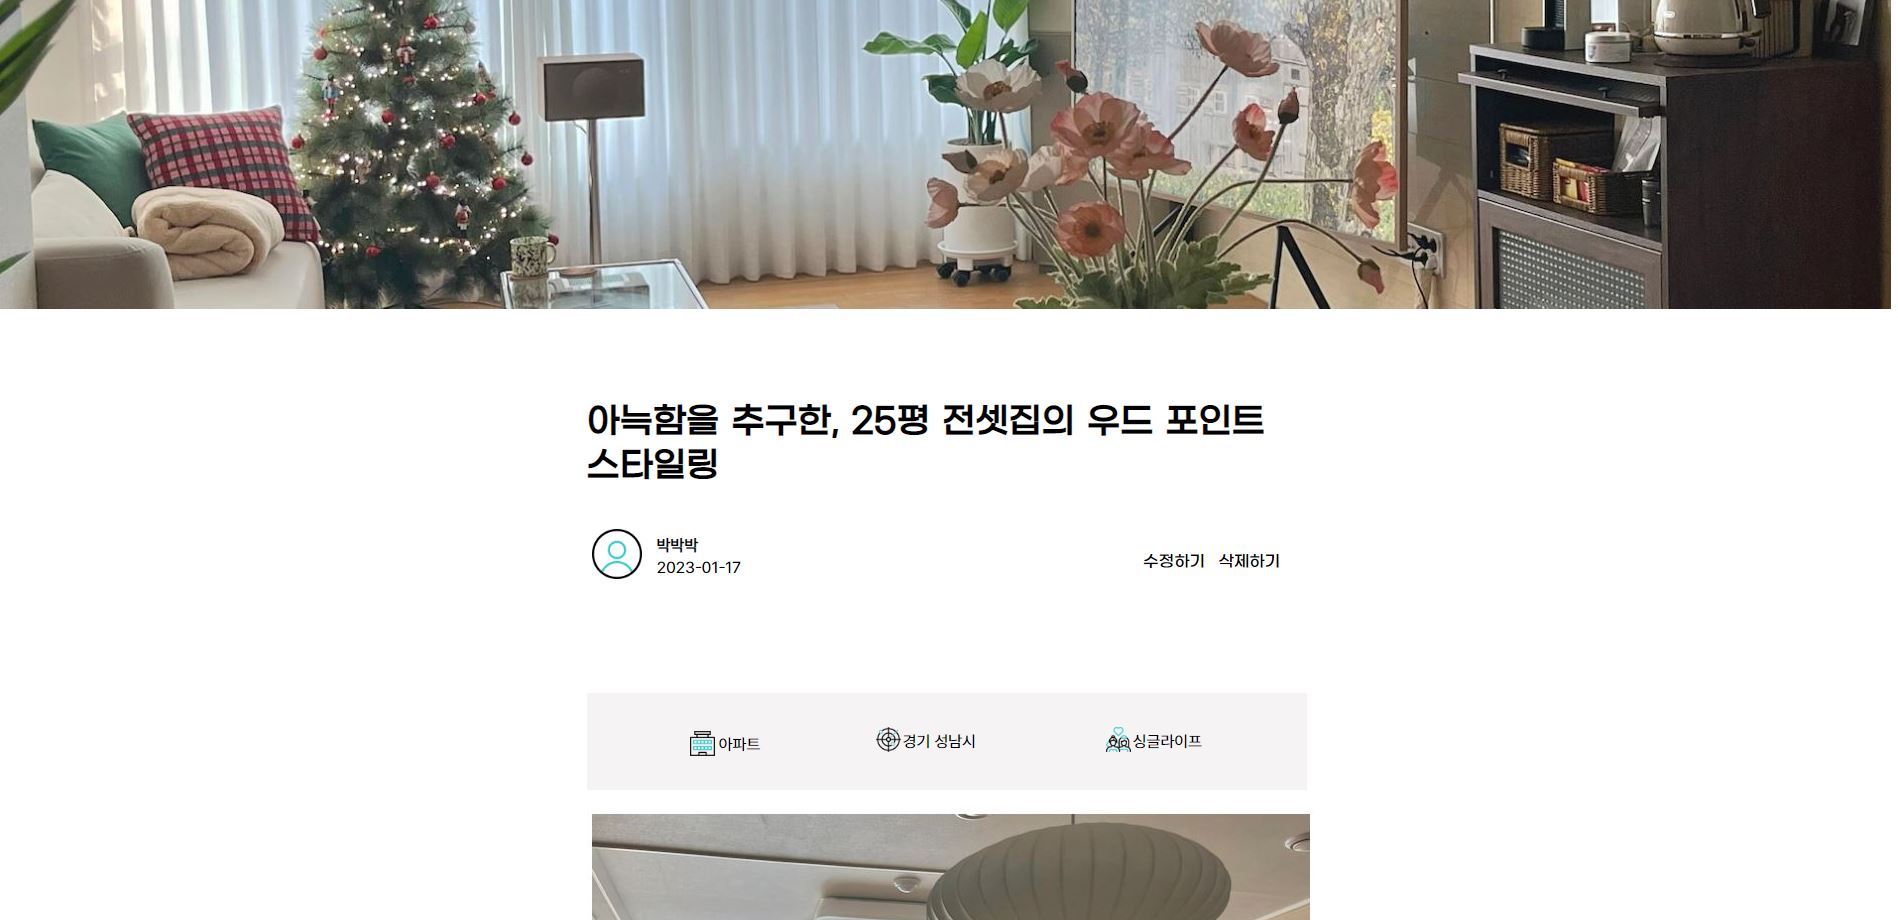 아늑함을 추구한, 25평 전셋집의 우드 포인트
스타일링
박박박
2023-01-17
수정하기 삭제하기
아파트 경기 성남시 싱글라이프